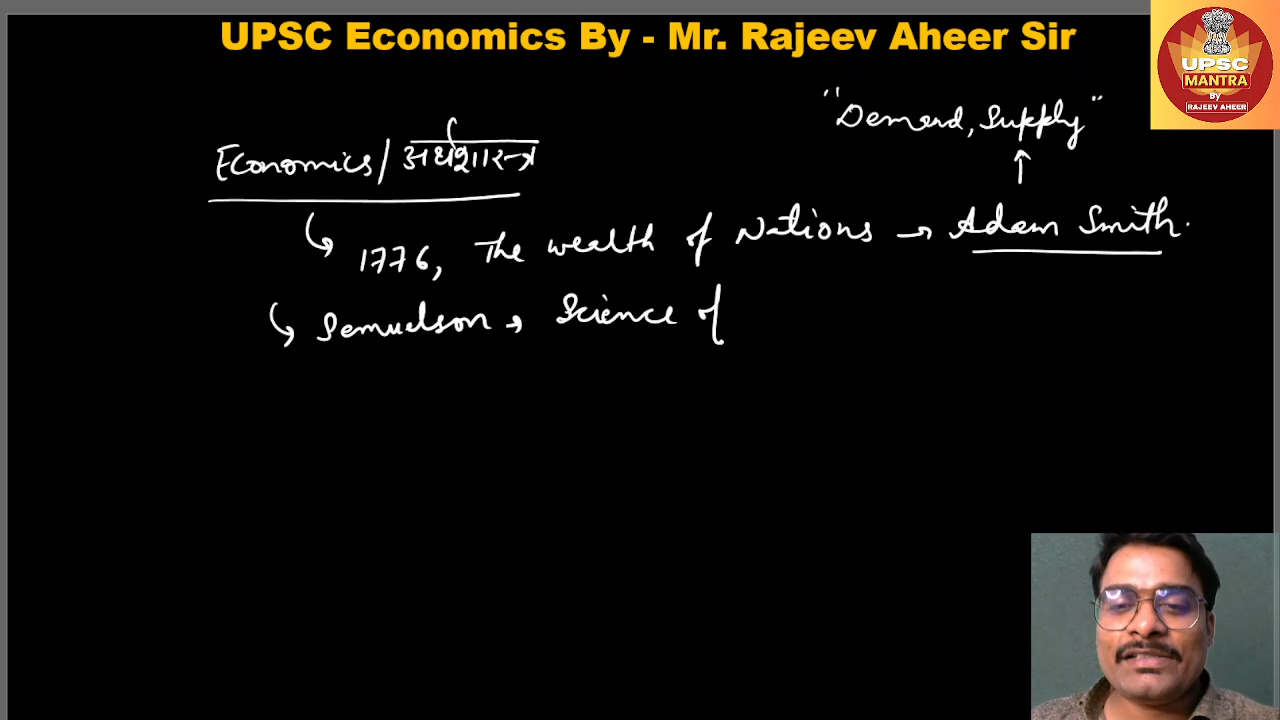 UPSC Economics By - Mr. Rajeev Aheer Sir
UPSC
MANTRA
By
RAJEEV AHEER
"Demand, Supply"
Economics / अर्थशास्त्र
1776, The Wealth of Nations → Adam Smith.
Semuelson → Science of